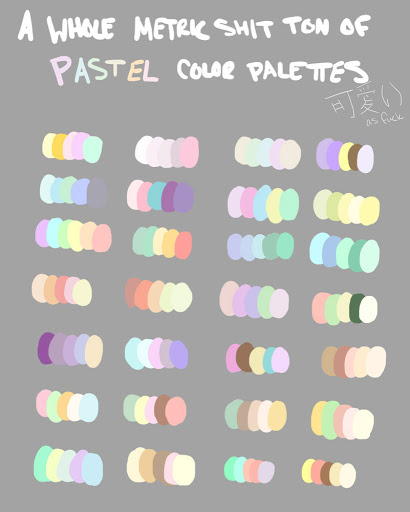 A WHOLE METRIC SHIT TON OF
PASTEL COLOR PALETTES
可愛い
as fuck